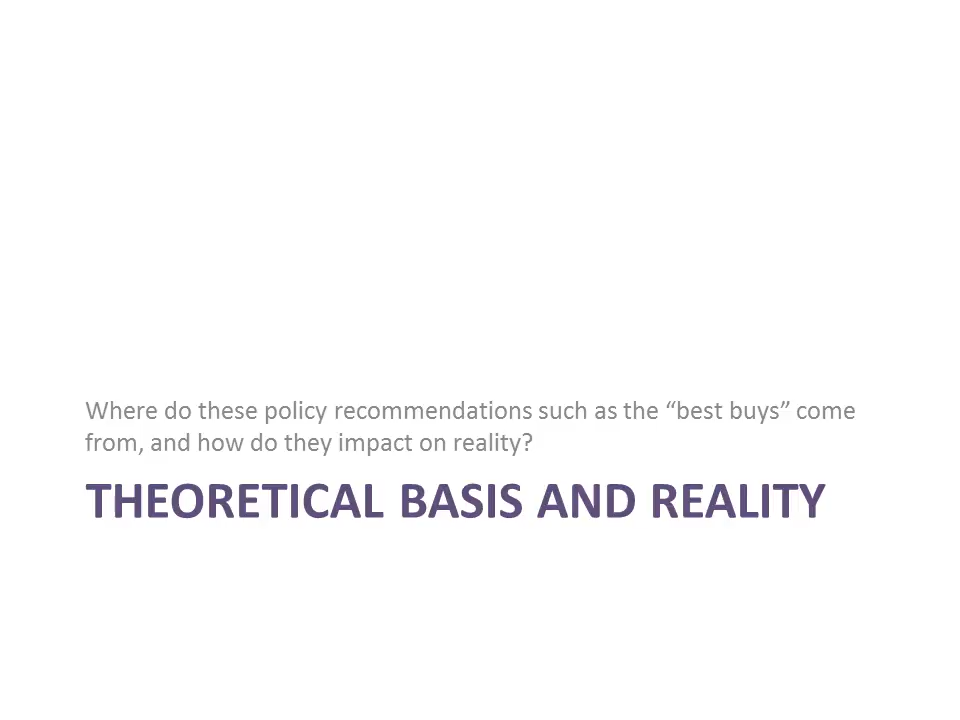 Where do these policy recommendations such as the “best buys” come
from, and how do they impact on reality?
THEORETICAL BASIS AND REALITY